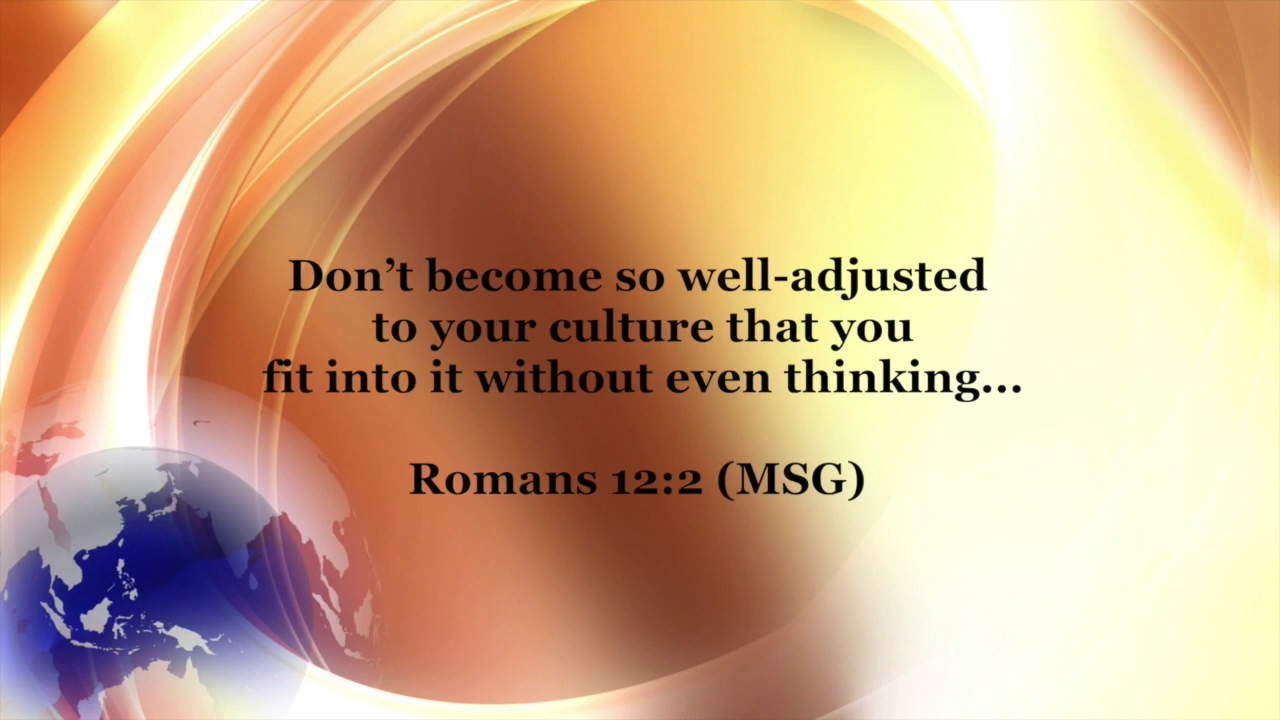 Don’t become so well-adjusted
to your culture that you
fit into it without even thinking...
Romans 12:2 (MSG)